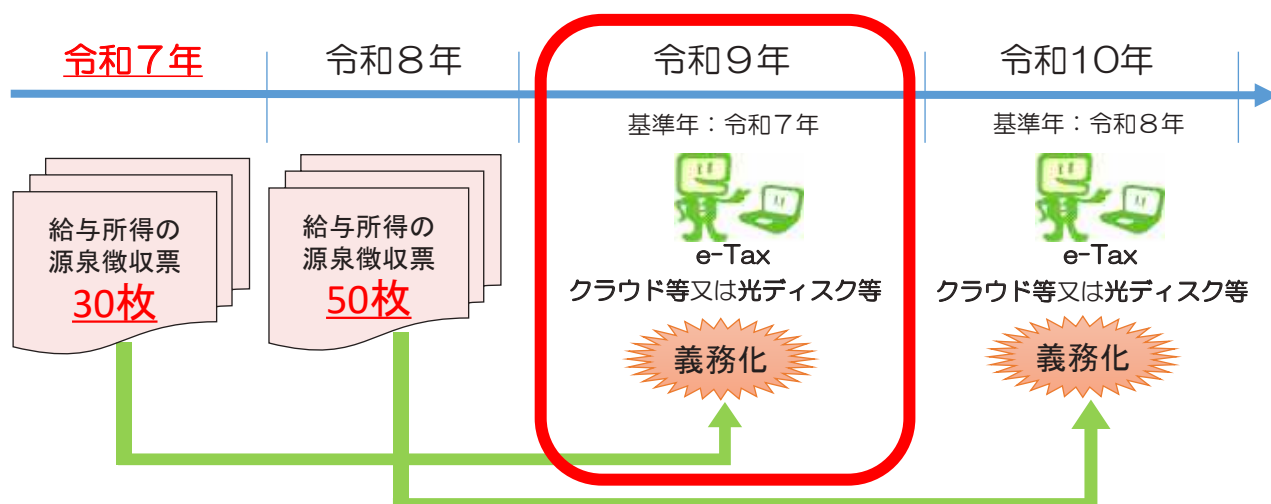 令和７年
令和８年
令和９年
令和１０年
基準年：令和７年
基準年：令和８年
給与所得の
源泉徴収票
30枚
給与所得の
源泉徴収票
50枚
e-Tax
クラウド等又は光ディスク等
義務化
e-Tax
クラウド等又は光ディスク等
義務化